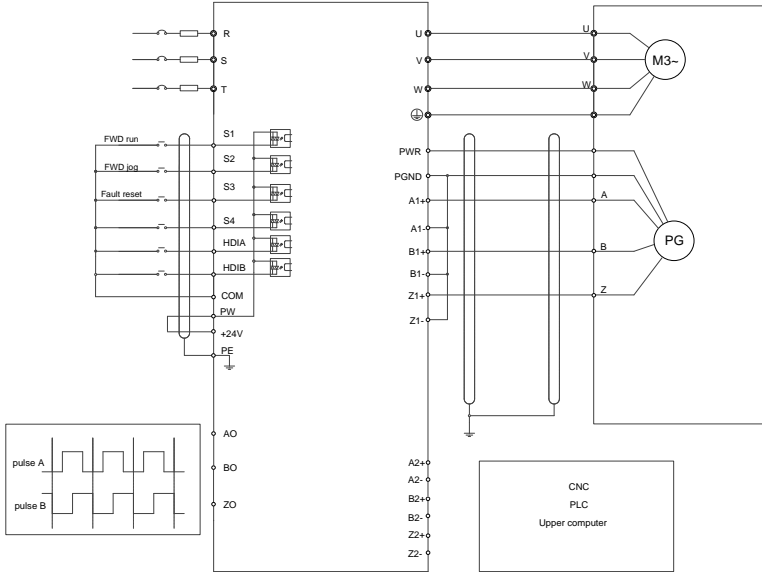 R
S
T
U
V
W
U
V
W
M3~
FWD run
FWD jog
Fault reset
S1
S2
S3
S4
HDIA
HDIB
COM
PW
+24V
PE
PWR
PGND
A1+
A1-
B1+
B1-
Z1+
Z1-
A
B
Z
PG
pulse A
pulse B
AO
BO
ZO
A2+
A2-
B2+
B2-
Z2+
Z2-
CNC
PLC
Upper computer